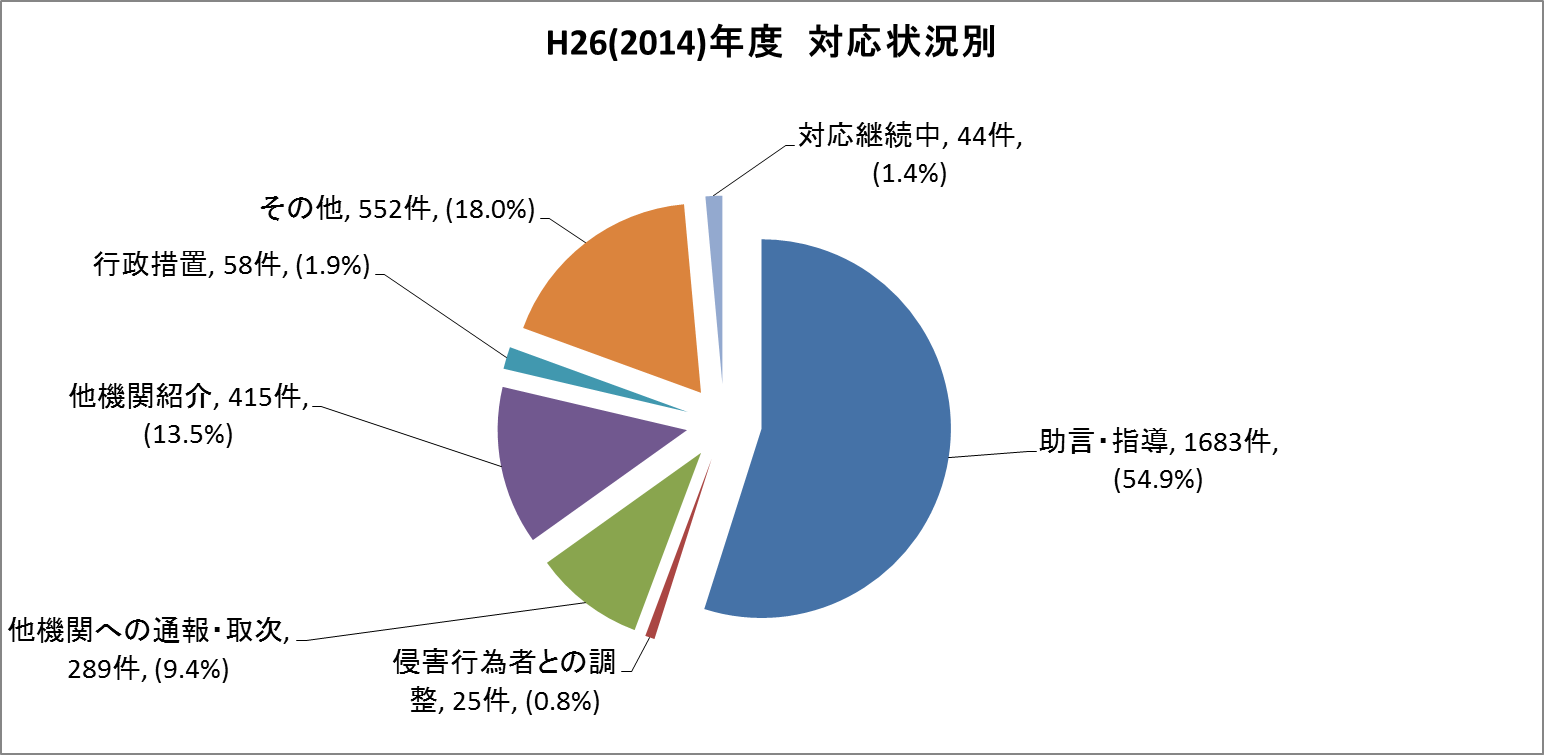 H26(2014)年度　対応状況別
対応継続中, 44件,
(1.4%)
その他, 552件, (18.0%)
行政措置, 58件, (1.9%)
他機関紹介, 415件,
(13.5%)
助言・指導, 1683件,
(54.9%)
他機関への通報・取次,
289件, (9.4%)
侵害行為者との調
整, 25件, (0.8%)